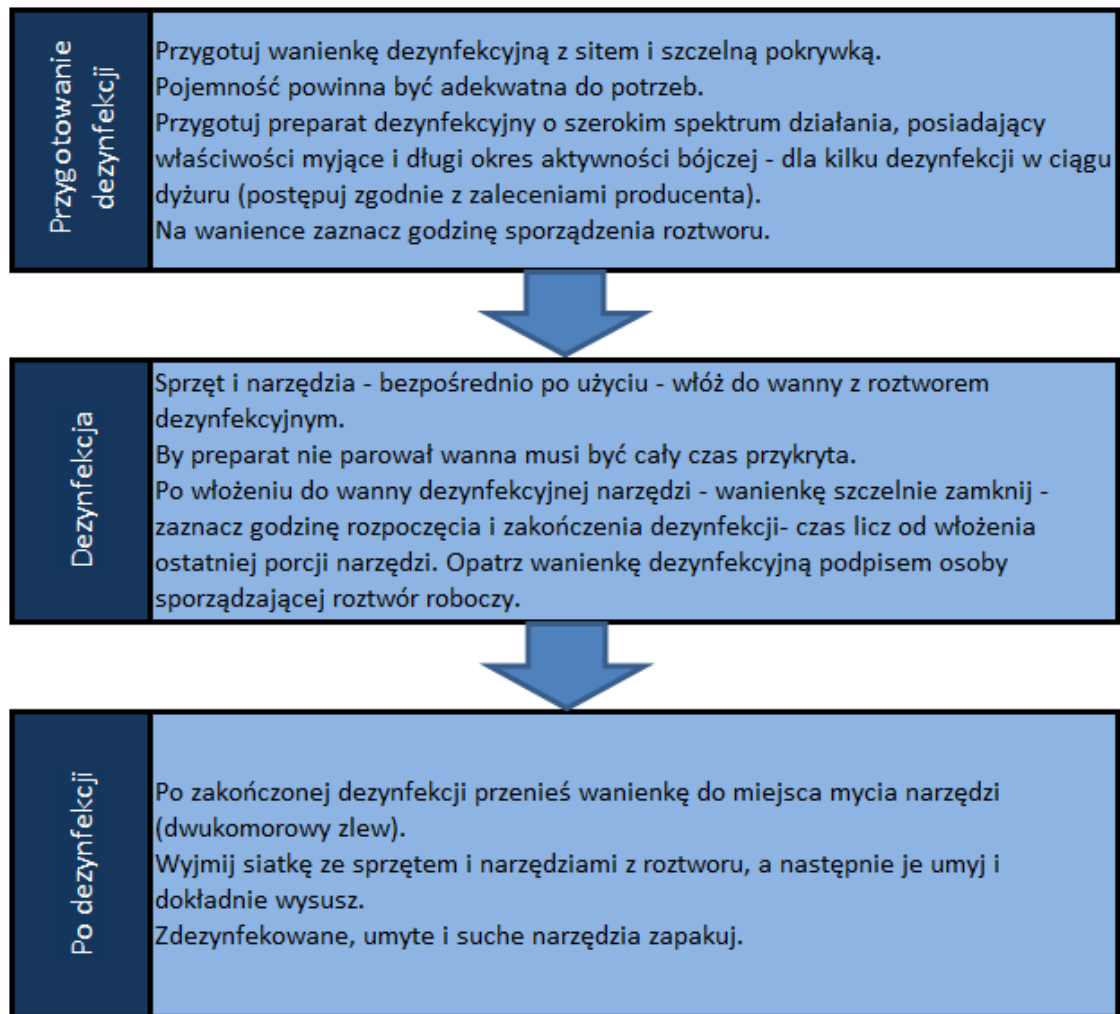 Przygotowanie
dezynfekcji
Przygotuj wanienkę dezynfekcyjną z sitem i szczelną pokrywką.
Pojemność powinna być adekwatna do potrzeb.
Przygotuj preparat dezynfekcyjny o szerokim spektrum działania, posiadający
właściwości myjące i długi okres aktywności bójczej - dla kilku dezynfekcji w ciągu
dyżuru (postępuj zgodnie z zaleceniami producenta).
Na wanience zaznacz godzinę sporządzenia roztworu.
Dezynfekcja
Sprzęt i narzędzia - bezpośrednio po użyciu - włóż do wanny z roztworem
dezynfekcyjnym.
By preparat nie parował wanna musi być cały czas przykryta.
Po włożeniu do wanny dezynfekcyjnej narzędzi - wanienkę szczelnie zamknij -
zaznacz godzinę rozpoczęcia i zakończenia dezynfekcji- czas licz od włożenia
ostatniej porcji narzędzi. Opatrz wanienkę dezynfekcyjną podpisem osoby
sporządzającej roztwór roboczy.
Po dezynfekcji
Po zakończonej dezynfekcji przenieś wanienkę do miejsca mycia narzędzi
(dwukomorowy zlew).
Wyjmij siatkę ze sprzętem i narzędziami z roztworu, a następnie je umyj i
dokładnie wysusz.
Zdezynfekowane, umyte i suche narzędzia zapakuj.